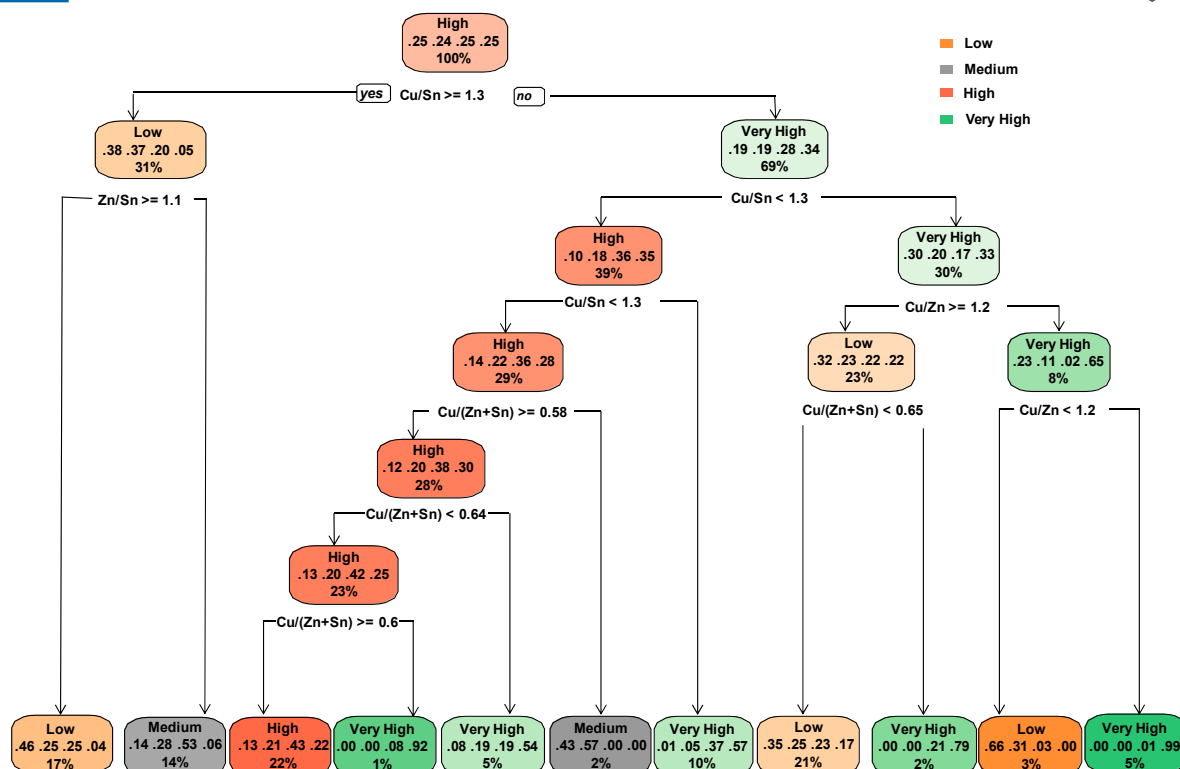 High
.25 .24 .25 .25
100%
Low
Medium
High
Very High
yes Cu/Sn >= 1.3 no
Low
.38 .37 .20 .05
31%
Very High
.19 .19 .28 .34
69%
Zn/Sn >= 1.1
Cu/Sn < 1.3
High
.10 .18 .36 .35
39%
Very High
.30 .20 .17 .33
30%
Cu/Sn < 1.3
Cu/Zn >= 1.2
High
.14 .22 .36 .28
29%
Low
.32 .23 .22 .22
23%
Very High
.23 .11 .02 .65
8%
Cu/(Zn+Sn) >= 0.58
Cu/(Zn+Sn) < 0.65
Cu/Zn < 1.2
High
.12 .20 .38 .30
28%
Cu/(Zn+Sn) < 0.64
High
.13 .20 .42 .25
23%
Cu/(Zn+Sn) >= 0.6
Low
.46 .25 .25 .04
17%
Medium
.14 .28 .53 .06
14%
High
.13 .21 .43 .22
22%
Very High
.00 .00 .08 .92
1%
Very High
.08 .19 .19 .54
5%
Medium
.43 .57 .00 .00
2%
Very High
.01 .05 .37 .57
10%
Low
.35 .25 .23 .17
21%
Very High
.00 .00 .21 .79
2%
Low
.66 .31 .03 .00
3%
Very High
.00 .00 .01 .99
5%